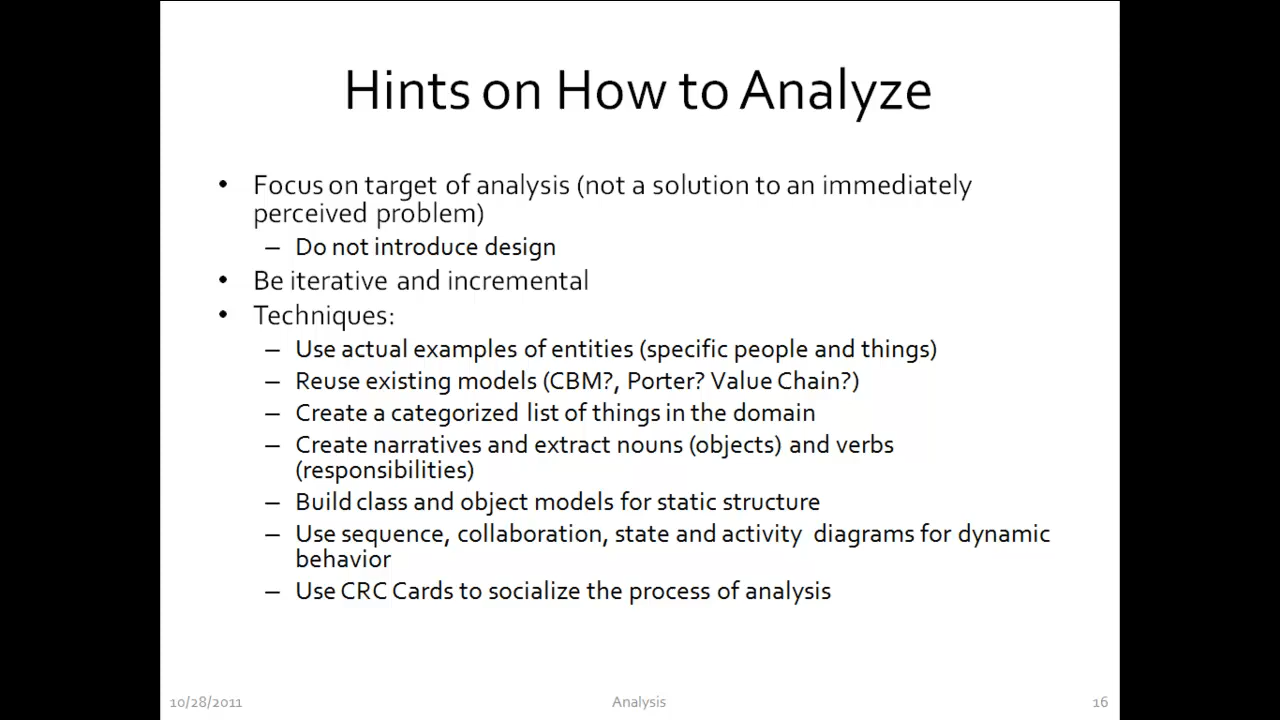 Hints on How to Analyze
• Focus on target of analysis (not a solution to an immediately
perceived problem)
– Do not introduce design
• Be iterative and incremental
• Techniques:
– Use actual examples of entities (specific people and things)
– Reuse existing models (CBM?, Porter? Value Chain?)
– Create a categorized list of things in the domain
– Create narratives and extract nouns (objects) and verbs
(responsibilities)
– Build class and object models for static structure
– Use sequence, collaboration, state and activity diagrams for dynamic
behavior
– Use CRC Cards to socialize the process of analysis
10/28/2011
Analysis
16